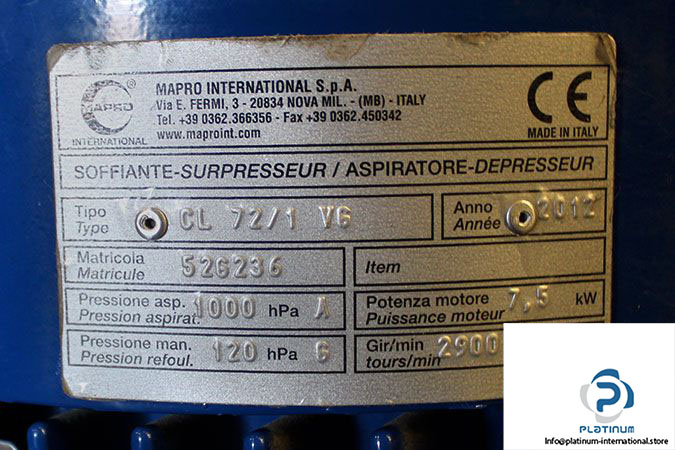 MAPRO
INTERNATIONAL
®
MAPRO INTERNATIONAL S.p.A.
Via E. FERMI, 3 - 20834 NOVA MIL. - (MB) - ITALY
Tel. +39 0362.366356 - Fax +39 0362.450342
www.maproint.com
CE
MADE IN ITALY
SOFFIANTE-SURPRESSEUR / ASPIRATORE-DEPRESSEUR
Tipo
Type
CL 72/1 VG
Anno
Année
2012
Matricola
Matricule
526236
Item
Pressione asp.
Pression aspirat.
1000 hPa A
Potenza motore
Puissance moteur
7,5 kW
Pressione man.
Pression refoul.
120 hPa G
Gir/min
tours/min
2900
PLATINUM
Info@platinum-international.store